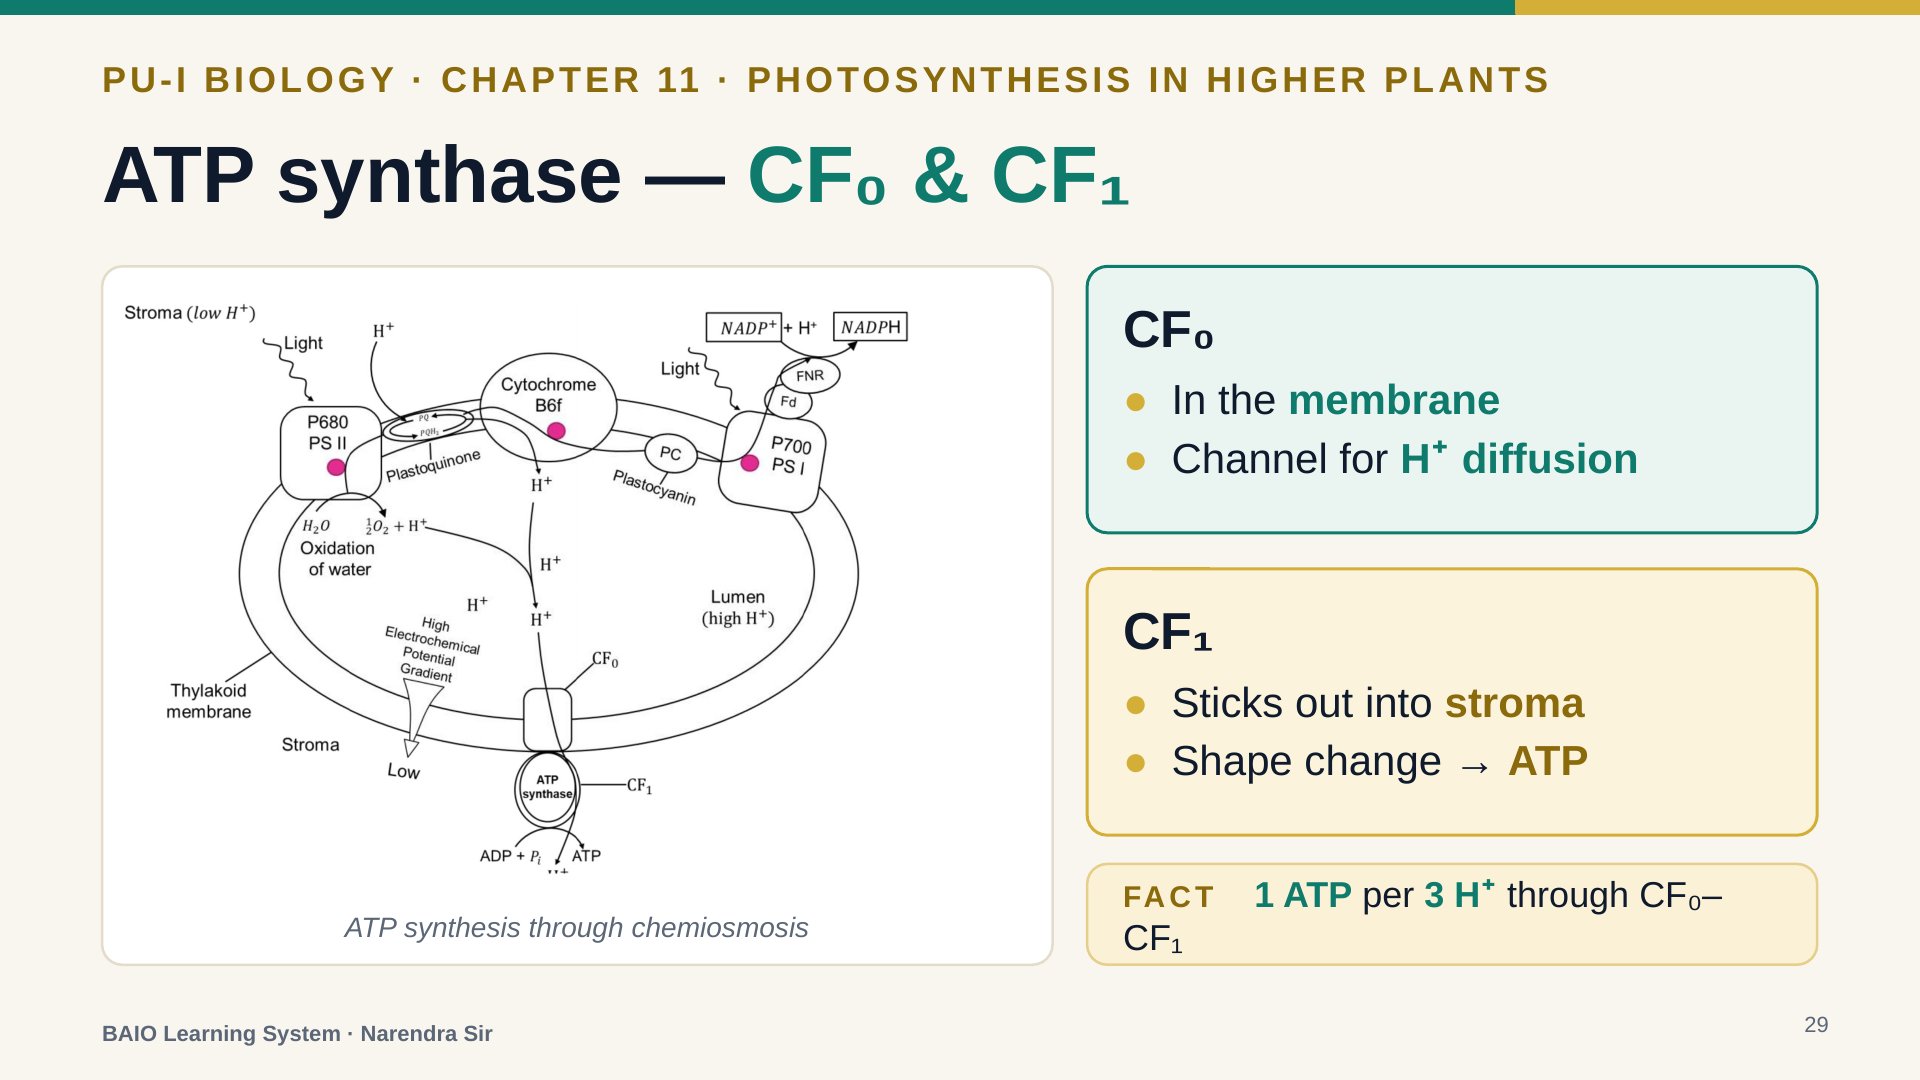 PU-I BIOLOGY · CHAPTER 11 · PHOTOSYNTHESIS IN HIGHER PLANTS
ATP synthase — CF₀ & CF₁
Stroma (low H⁺)
Light
H⁺
P680
PS II
PQ
PQH₂
Plastoquinone
Cytochrome
B6f
H⁺
PC
Plastocyanin
Light
NADP⁺ + H⁺
NADPH
FNR
Fd
P700
PS I
H₂O
½O₂ + H⁺
Oxidation
of water
H⁺
H⁺
H⁺
Lumen
(high H⁺)
High
Electrochemical
Potential
Gradient
CF₀
Thylakoid
membrane
Stroma
Low
ATP
synthase
CF₁
ADP + Pᵢ
ATP
H⁺
ATP synthesis through chemiosmosis
CF₀
● In the membrane
● Channel for H⁺ diffusion
CF₁
● Sticks out into stroma
● Shape change → ATP
FACT 1 ATP per 3 H⁺ through CF₀–
CF₁
BAIO Learning System · Narendra Sir
29